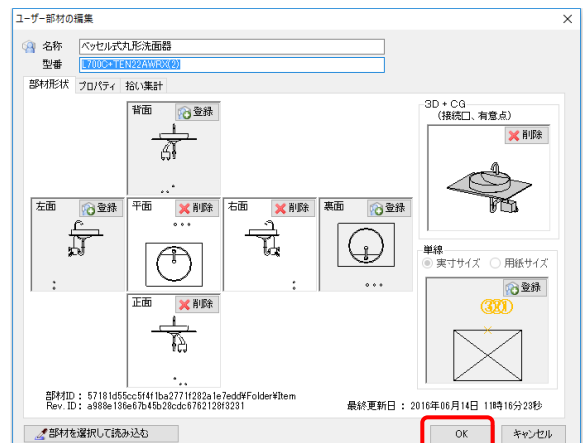 ユーザー部材の編集
名称 ベッセル式丸形洗面器
型番 L700C+TEN22AWRX(2)
部材形状 プロパティ 拾い集計
背面 登録
3D + CG
(接続口、有意点)
削除
左面 登録 平面 削除 右面 削除 裏面 登録
単線
実寸サイズ 用紙サイズ
登録
正面 削除
部材ID : 57181d55cc5f4f1ba2771f282a1e7edd¥Folder¥Item
Rev. ID : a988e136e67b45b28cdc6762128f3231
最終更新日 : 2016年06月14日 11時16分23秒
部材を選択して読み込む OK キャンセル